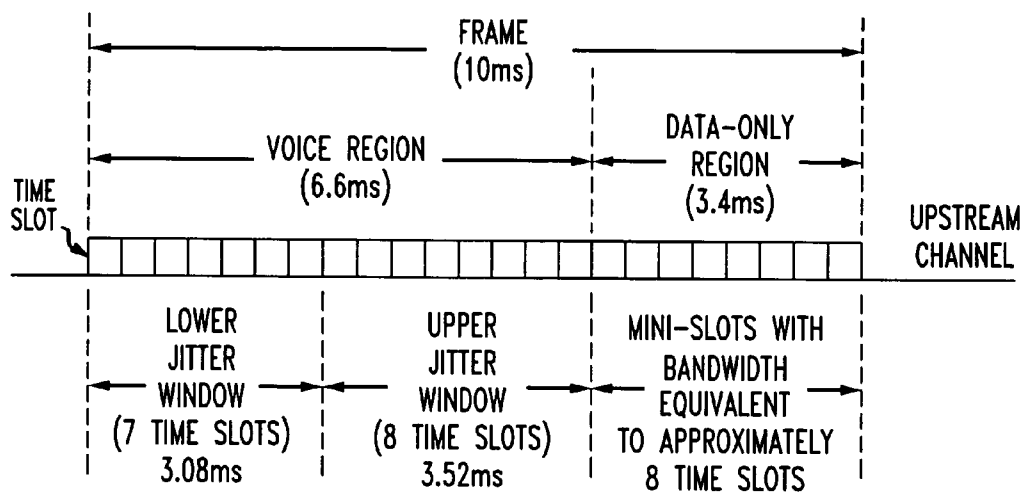 FRAME
(10ms)
VOICE REGION
(6.6ms)
DATA-ONLY
REGION
(3.4ms)
TIME
SLOT
UPSTREAM
CHANNEL
LOWER
JITTER
WINDOW
(7 TIME SLOTS)
3.08ms
UPPER
JITTER
WINDOW
(8 TIME SLOTS)
3.52ms
MINI-SLOTS WITH
BANDWIDTH
EQUIVALENT
TO APPROXIMATELY
8 TIME SLOTS